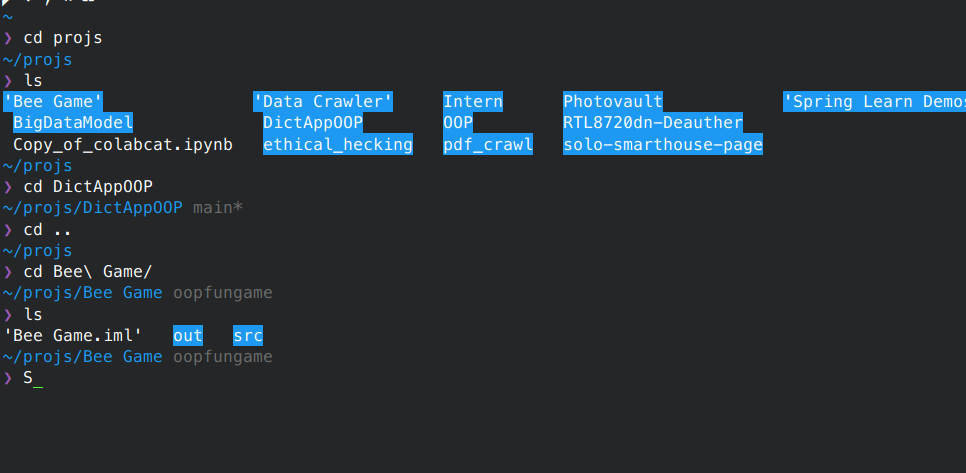 ~
❯ cd projs
~/projs
❯ ls
'Bee Game' 'Data Crawler' Intern Photovault 'Spring Learn Demos
BigDataModel DictAppOOP OOP RTL8720dn-Deauther
Copy_of_colabcat.ipynb ethical_hecking pdf_crawl solo-smarthouse-page
~/projs
❯ cd DictAppOOP
~/projs/DictAppOOP main*
❯ cd ..
~/projs
❯ cd Bee\ Game/
~/projs/Bee Game oopfungame
❯ ls
'Bee Game.iml' out src
~/projs/Bee Game oopfungame
❯ S_